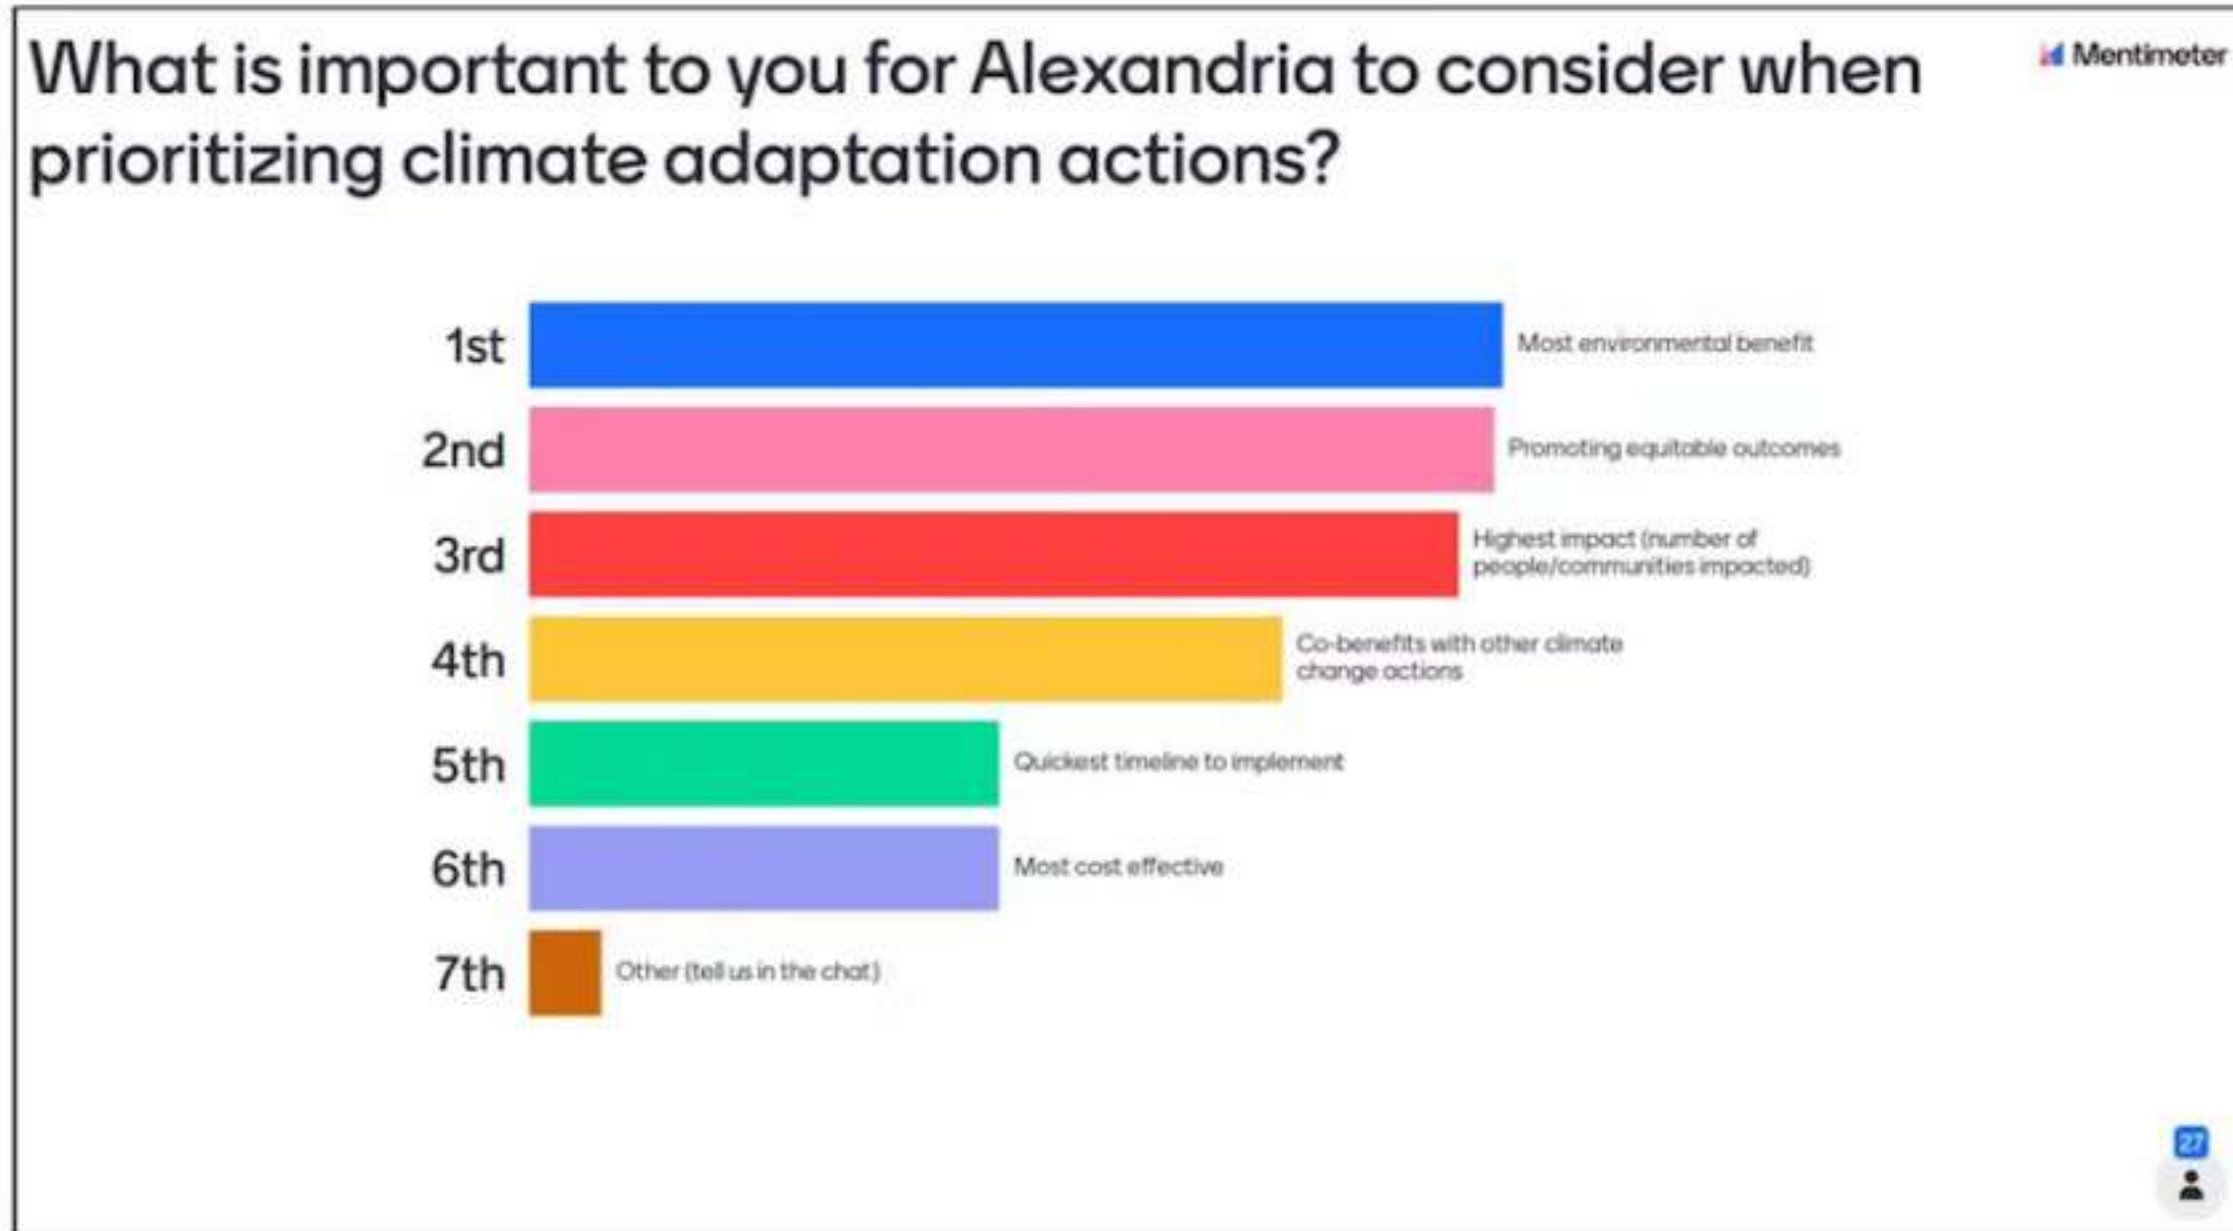 What is important to you for Alexandria to consider when
prioritizing climate adaptation actions?
Mentimeter
1st
Most environmental benefit
2nd
Promoting equitable outcomes
3rd
Highest impact (number of
people/communities impacted)
4th
Co-benefits with other climate
change actions
5th
Quickest timeline to implement
6th
Most cost effective
7th
Other (tell us in the chat)
27